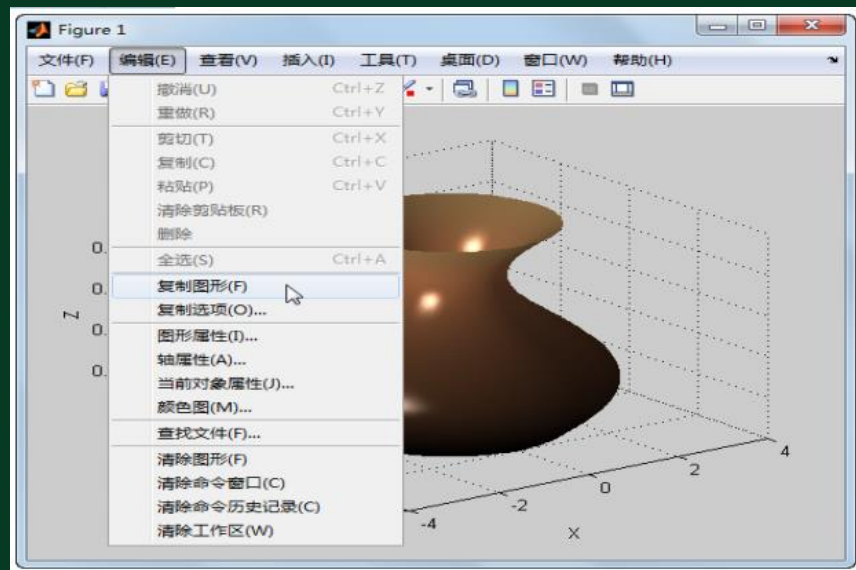 Figure 1
文件(F) 编辑(E) 查看(V) 插入(I) 工具(T) 桌面(D) 窗口(W) 帮助(H)
撤消(U) Ctrl+Z
重做(R) Ctrl+Y
剪切(T) Ctrl+X
复制(C) Ctrl+C
粘贴(P) Ctrl+V
清除剪贴板(R)
删除
全选(S) Ctrl+A
复制图形(F)
复制选项(O)...
图形属性(I)...
轴属性(A)...
当前对象属性(J)...
颜色图(M)...
查找文件(F)...
清除图形(F)
清除命令窗口(C)
清除命令历史记录(C)
清除工作区(W)
0.
0.
Z
0.
0.
4
2
0
-2
-4
X